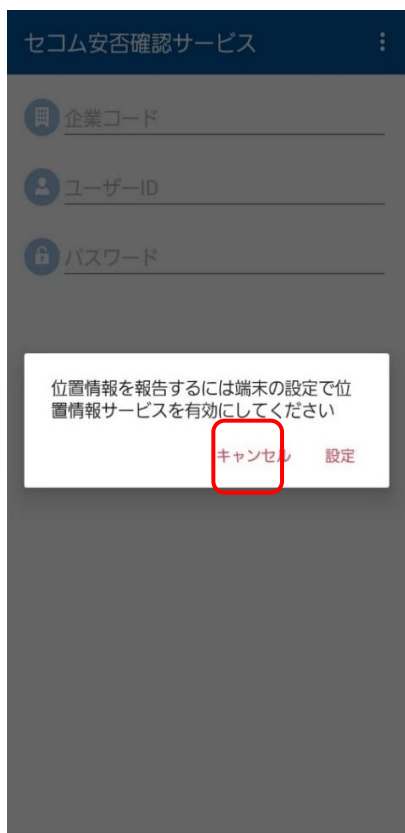 セコム安否確認サービス
企業コード
ユーザーID
パスワード
位置情報を報告するには端末の設定で位
置情報サービスを有効にしてください
キャンセル 設定